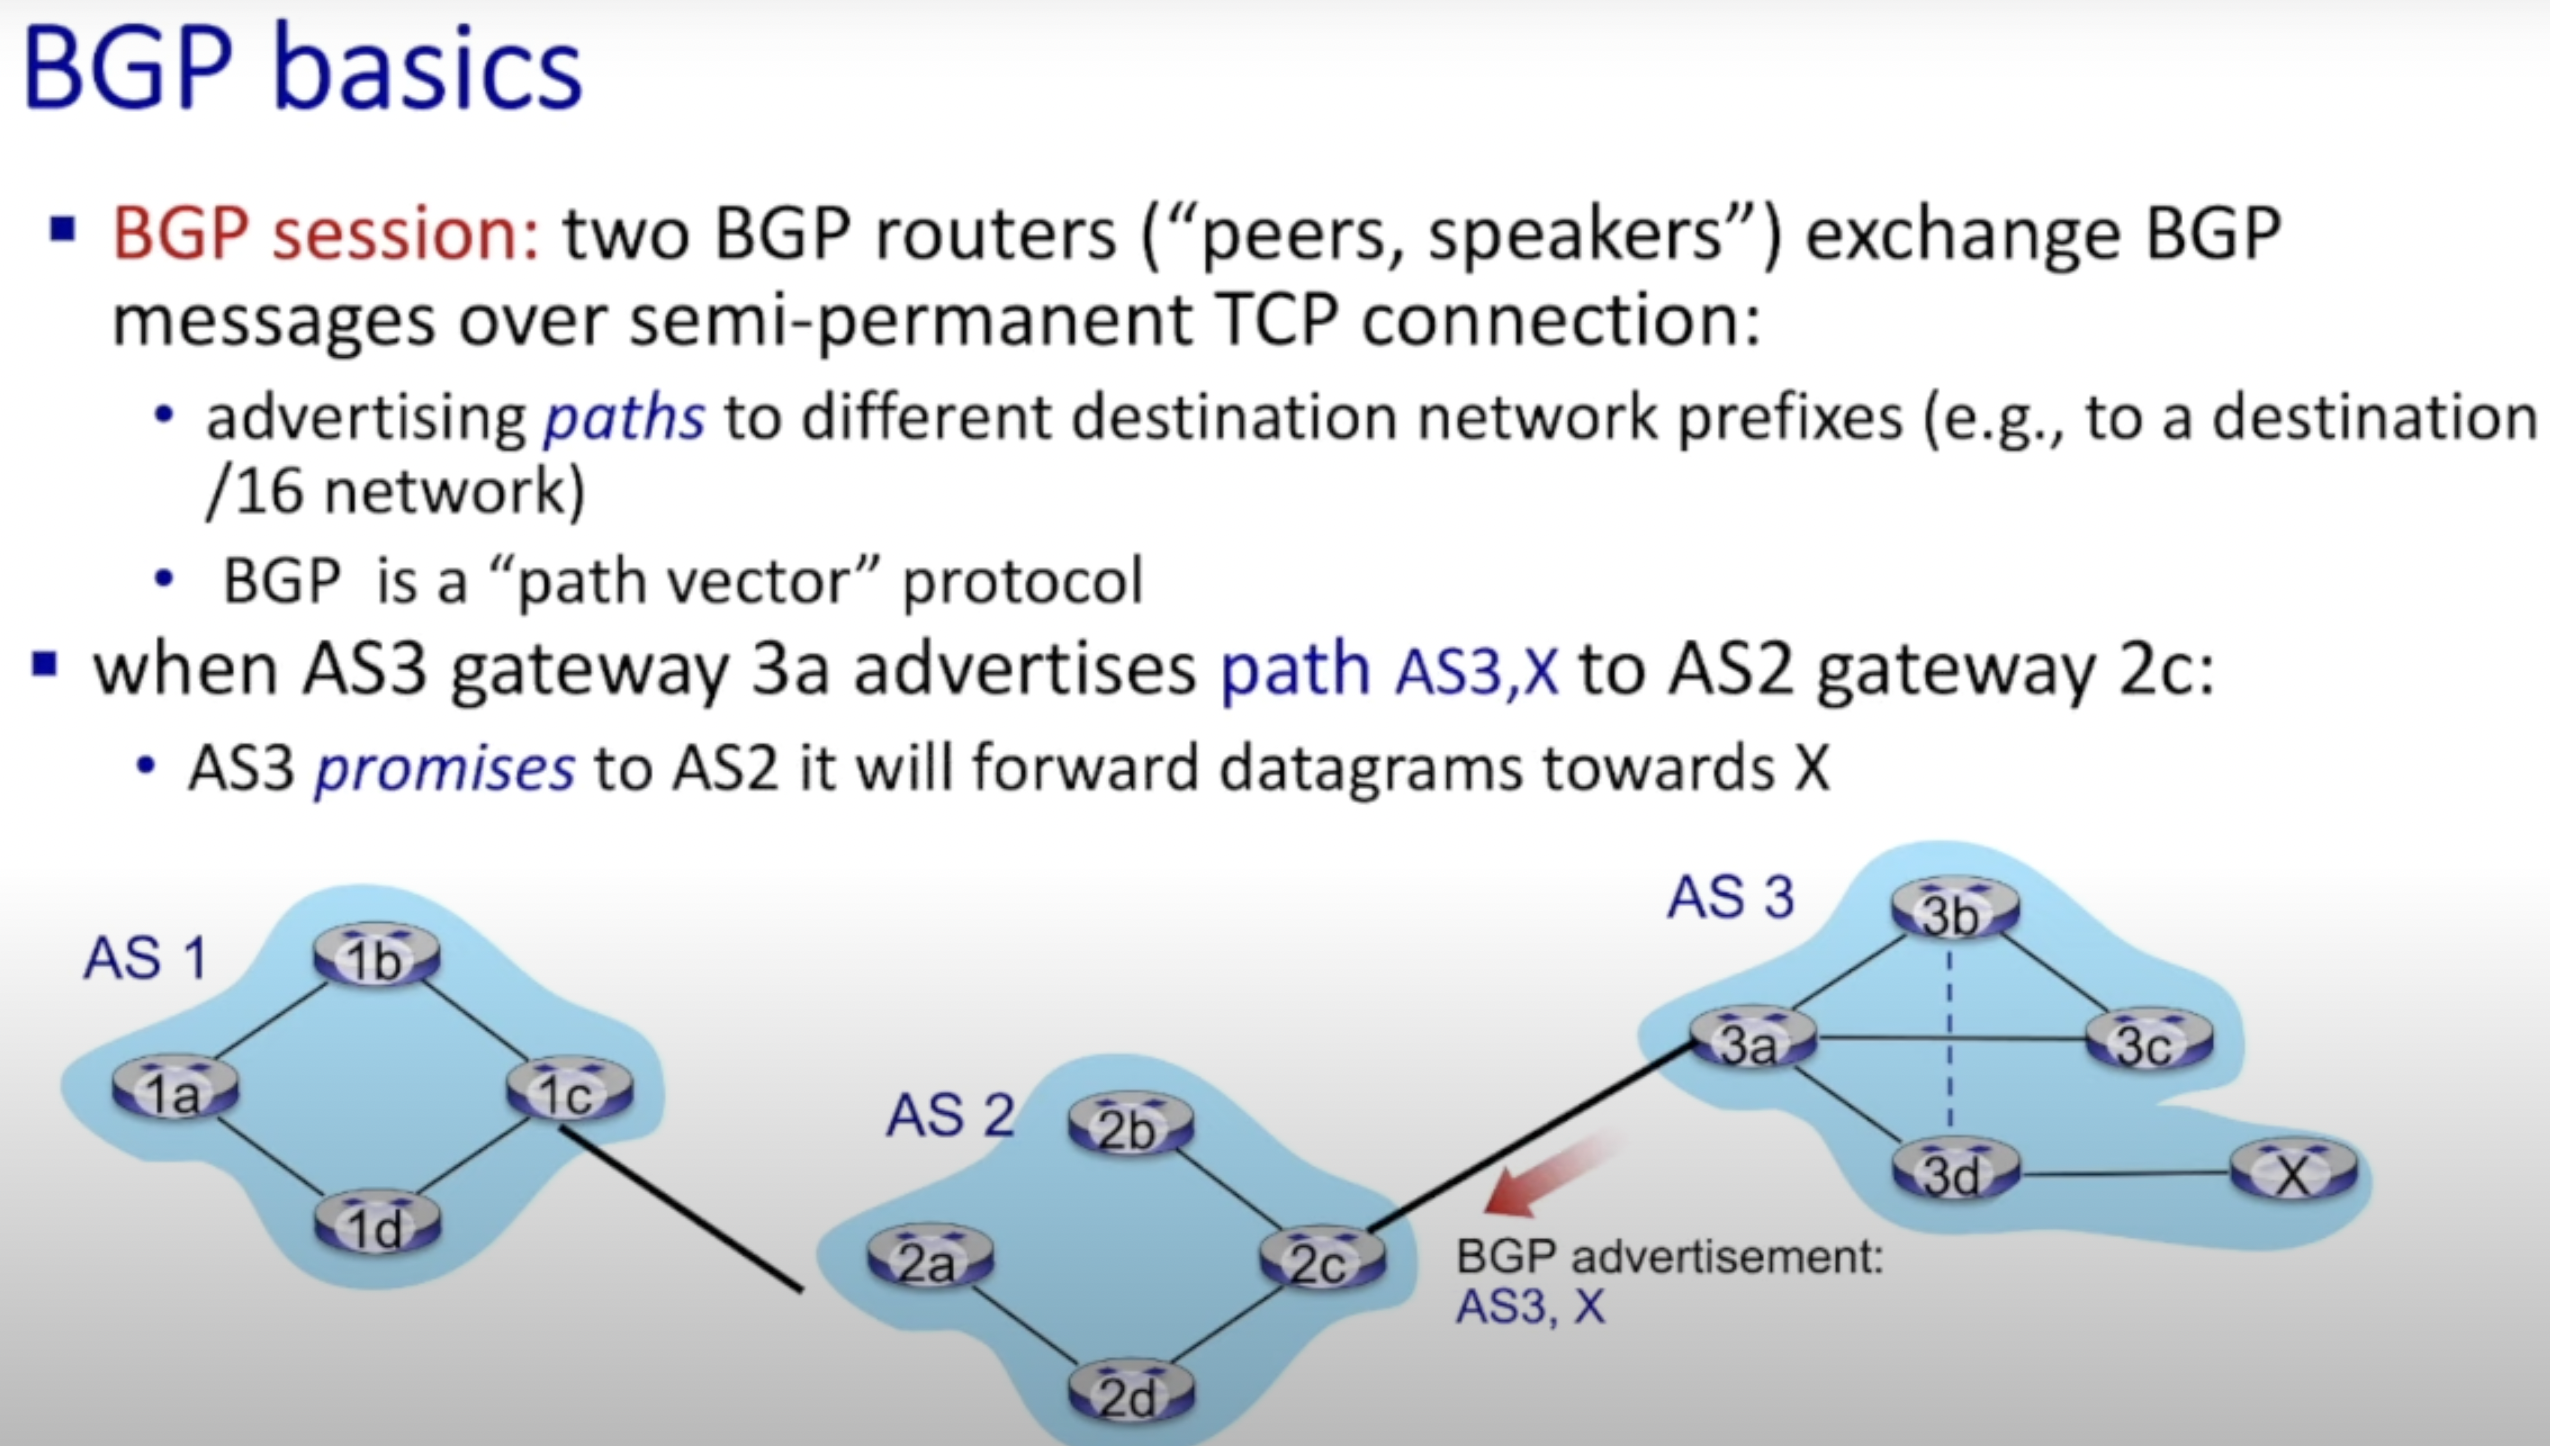 BGP basics
BGP session: two BGP routers (“peers, speakers”) exchange BGP
messages over semi-permanent TCP connection:
advertising paths to different destination network prefixes (e.g., to a destination
/16 network)
BGP is a “path vector” protocol
when AS3 gateway 3a advertises path AS3,X to AS2 gateway 2c:
AS3 promises to AS2 it will forward datagrams towards X
AS 1
1b
1a
1c
1d
AS 2
2b
2a
2c
2d
AS 3
3b
3a
3c
3d
X
BGP advertisement:
AS3, X